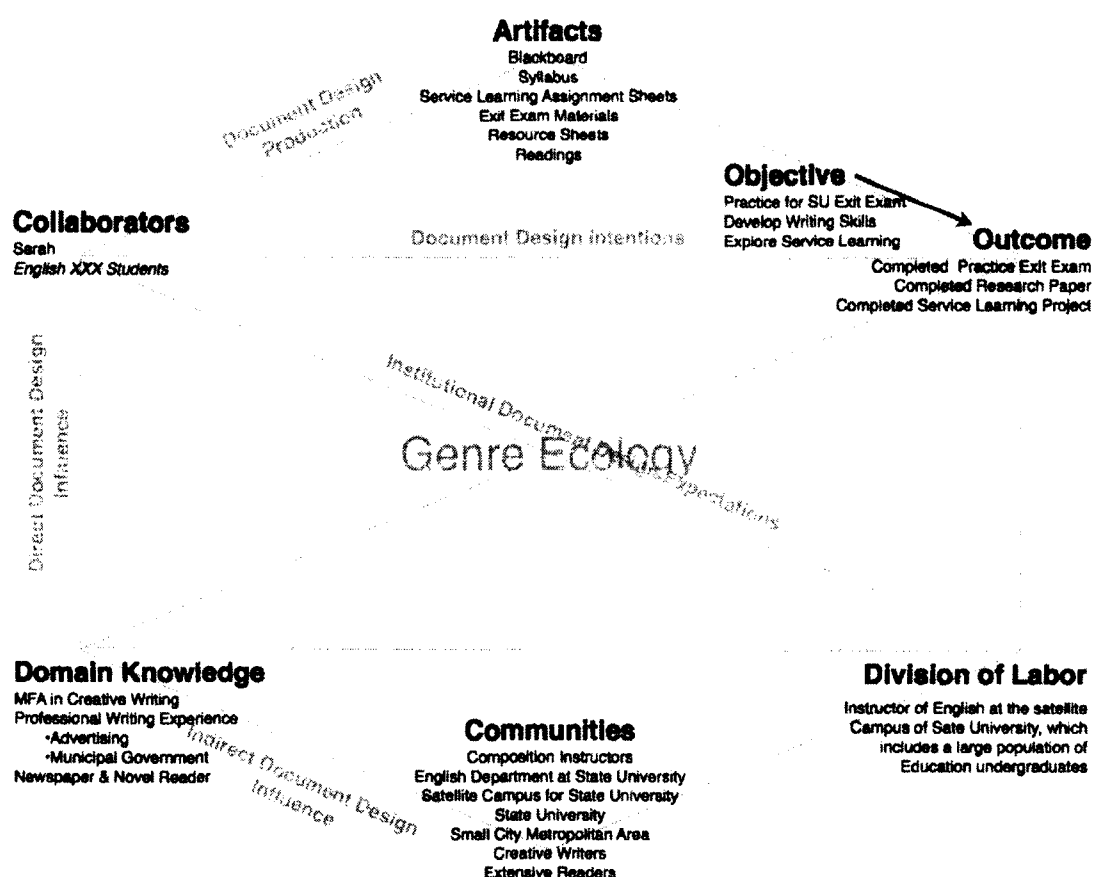 Artifacts
Blackboard
Syllabus
Service Learning Assignment Sheets
Exit Exam Materials
Resource Sheets
Readings
Document Design
Production
Objective
Practice for SU Exit Exam
Develop Writing Skills
Explore Service Learning
Collaborators
Sarah
English XXX Students
Document Design Intentions
Outcome
Completed Practice Exit Exam
Completed Research Paper
Completed Service Learning Project
Direct Document Design
Influence
Institutional Document Design Expectations
Genre Ecology
Domain Knowledge
MFA in Creative Writing
Professional Writing Experience
•Advertising
•Municipal Government
Newspaper & Novel Reader
Indirect Document Design
Influence
Communities
Composition Instructors
English Department at State University
Satellite Campus for State University
State University
Small City Metropolitan Area
Creative Writers
Extensive Readers
Division of Labor
Instructor of English at the satellite
Campus of Sate University, which
includes a large population of
Education undergraduates